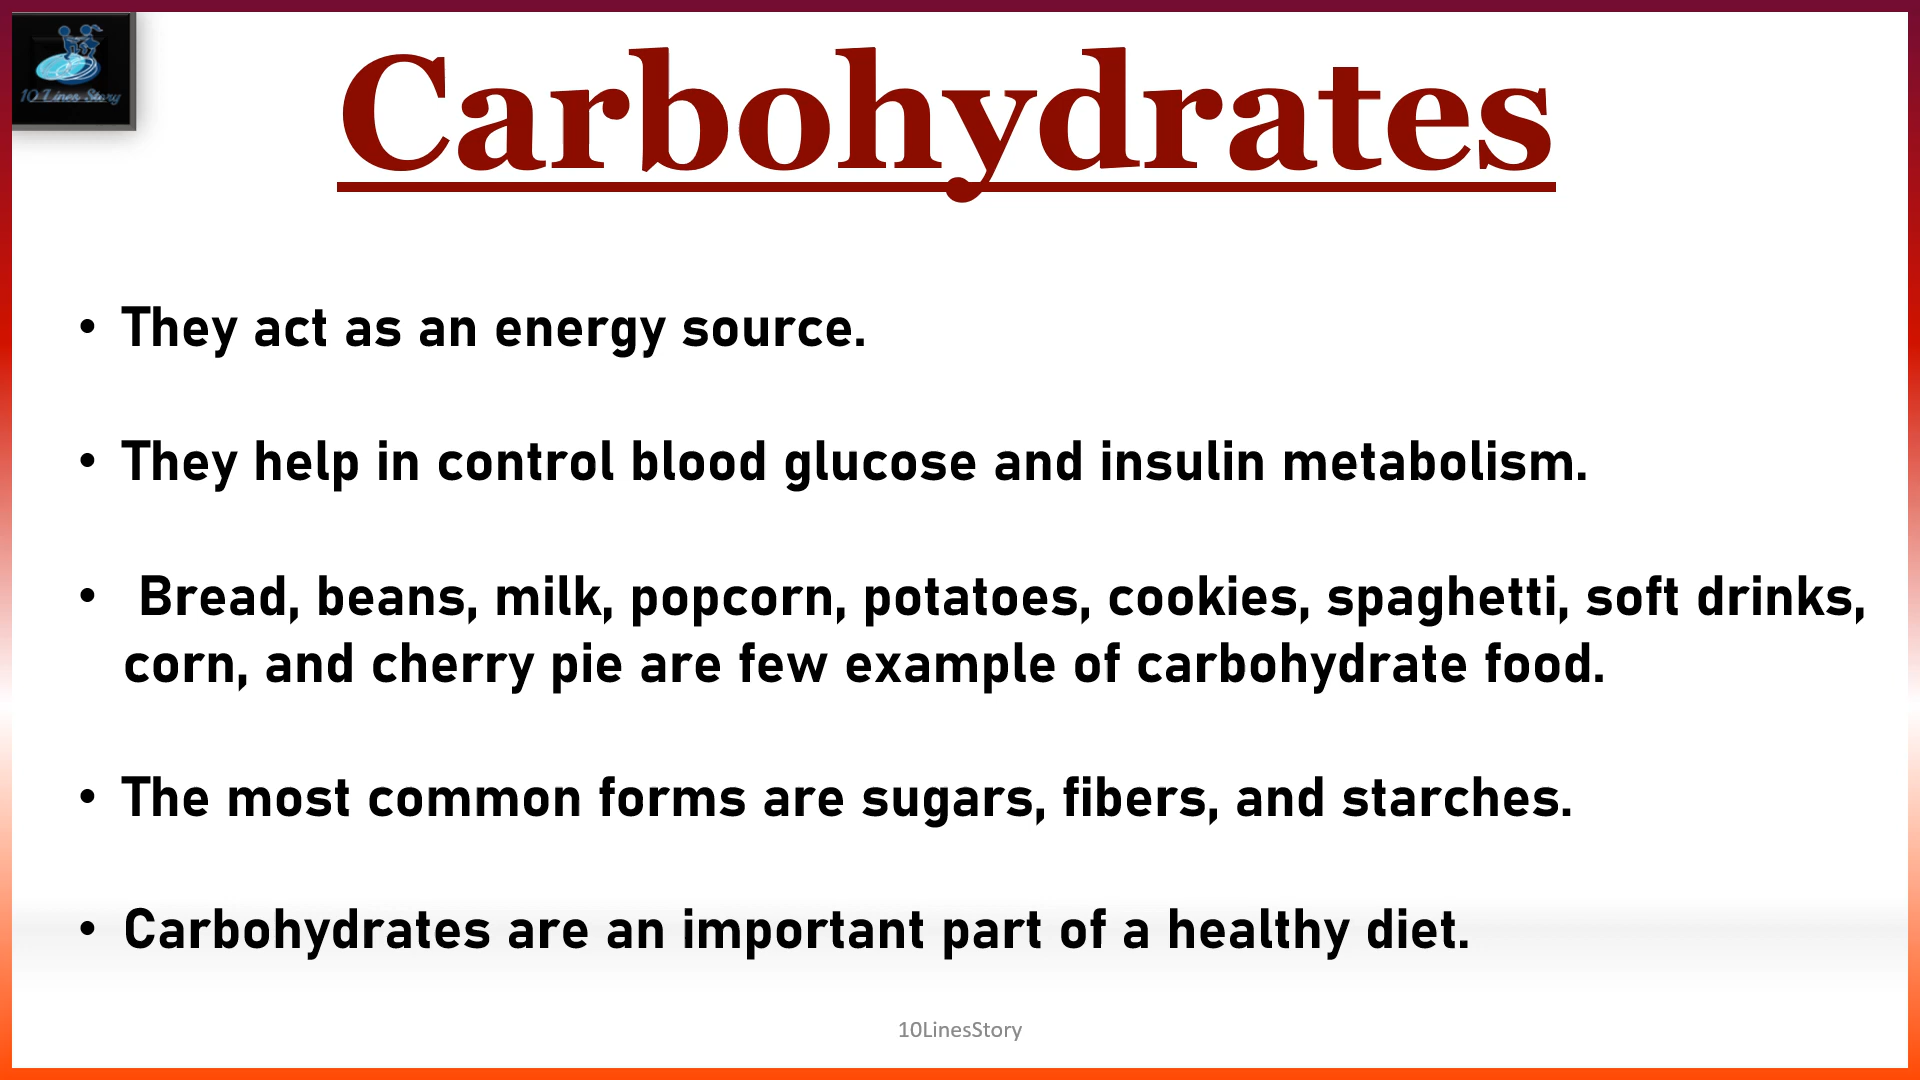 10 Lines Story
Carbohydrates
• They act as an energy source.
• They help in control blood glucose and insulin metabolism.
• Bread, beans, milk, popcorn, potatoes, cookies, spaghetti, soft drinks,
corn, and cherry pie are few example of carbohydrate food.
• The most common forms are sugars, fibers, and starches.
• Carbohydrates are an important part of a healthy diet.
10LinesStory